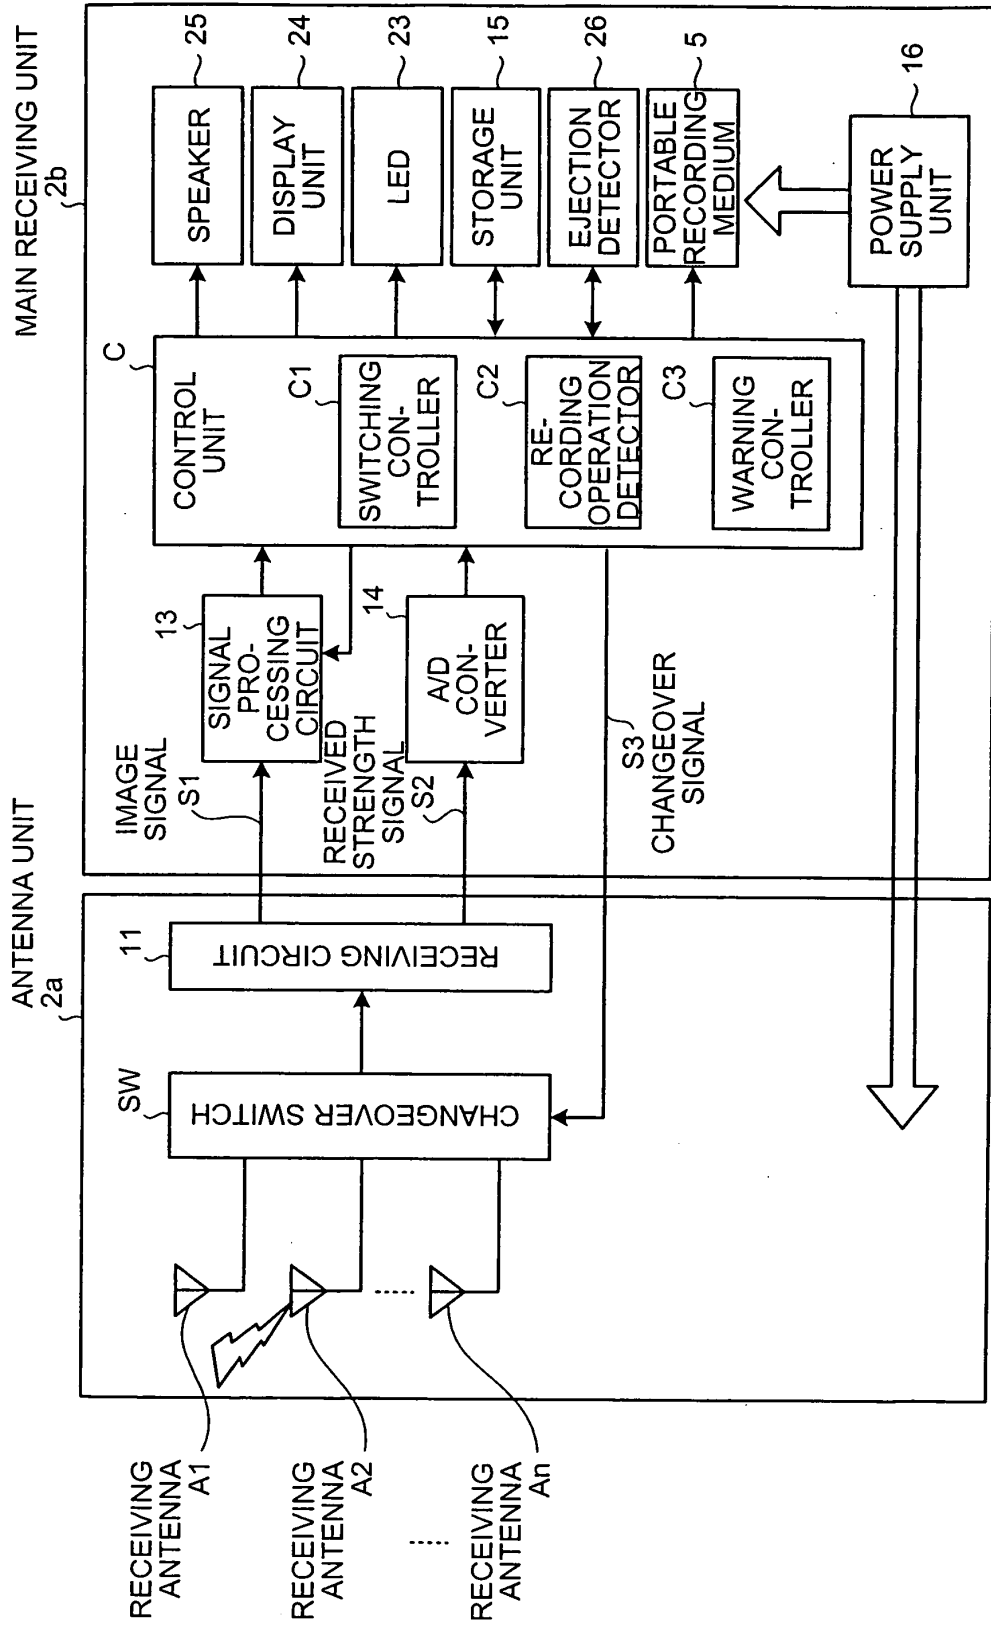 ANTENNA UNIT
2a
MAIN RECEIVING UNIT
2b
RECEIVING
ANTENNA
A1
RECEIVING
ANTENNA
A2
RECEIVING
ANTENNA
An
SW
CHANGEOVER SWITCH
11
RECEIVING CIRCUIT
IMAGE
SIGNAL
S1
RECEIVED
STRENGTH
SIGNAL
S2
S3
CHANGEOVER
SIGNAL
13
SIGNAL
PRO-
CESSING
CIRCUIT
14
A/D
CON-
VERTER
C
CONTROL
UNIT
C1
SWITCHING
CON-
TROLLER
C2
RE-
CORDING
OPERATION
DETECTOR
C3
WARNING
CON-
TROLLER
SPEAKER
25
DISPLAY
UNIT
24
LED
23
STORAGE
UNIT
15
EJECTION
DETECTOR
26
PORTABLE
RECORDING
MEDIUM
5
POWER
SUPPLY
UNIT
16